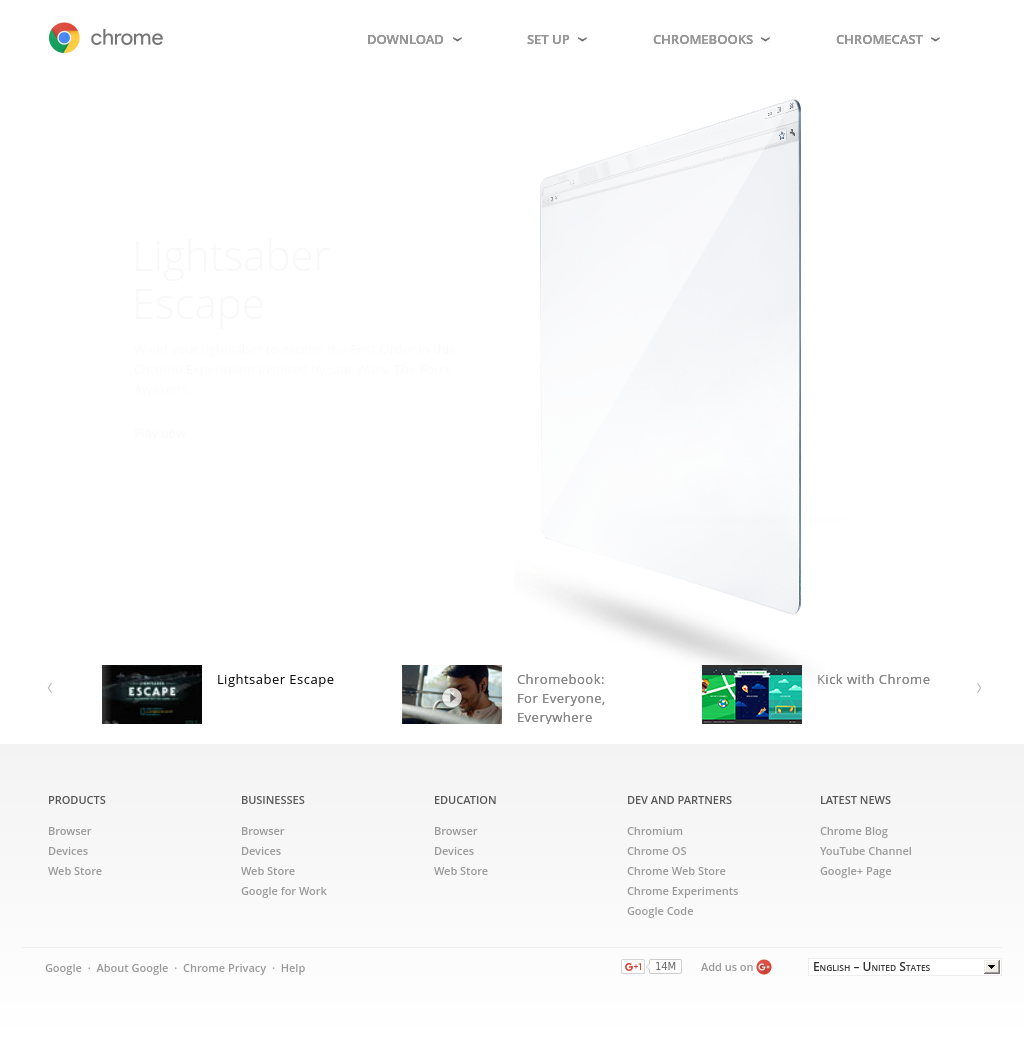 chrome
DOWNLOAD SET UP CHROMEBOOKS CHROMECAST
Lightsaber
Escape
Play now
ESCAPE
Lightsaber Escape
Chromebook:
For Everyone,
Everywhere
Kick with Chrome
PRODUCTS
Browser
Devices
Web Store
BUSINESSES
Browser
Devices
Web Store
Google for Work
EDUCATION
Browser
Devices
Web Store
DEV AND PARTNERS
Chromium
Chrome OS
Chrome Web Store
Chrome Experiments
Google Code
LATEST NEWS
Chrome Blog
YouTube Channel
Google+ Page
Google · About Google · Chrome Privacy · Help
G+1 14M Add us on G+ English – United States